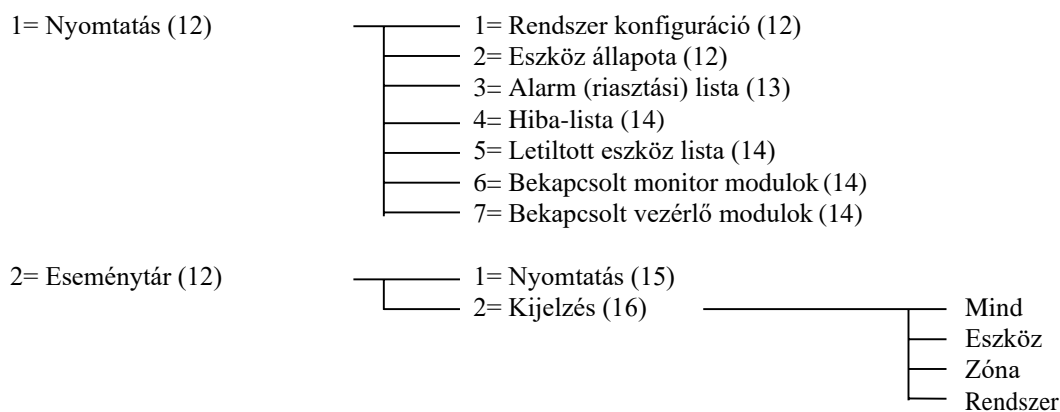 1= Nyomtatás (12) 1= Rendszer konfiguráció (12)
2= Eszköz állapota (12)
3= Alarm (riasztási) lista (13)
4= Hiba-lista (14)
5= Letiltott eszköz lista (14)
6= Bekapcsolt monitor modulok (14)
7= Bekapcsolt vezérlő modulok (14)
2= Eseménytár (12) 1= Nyomtatás (15)
2= Kijelzés (16) Mind
Eszköz
Zóna
Rendszer